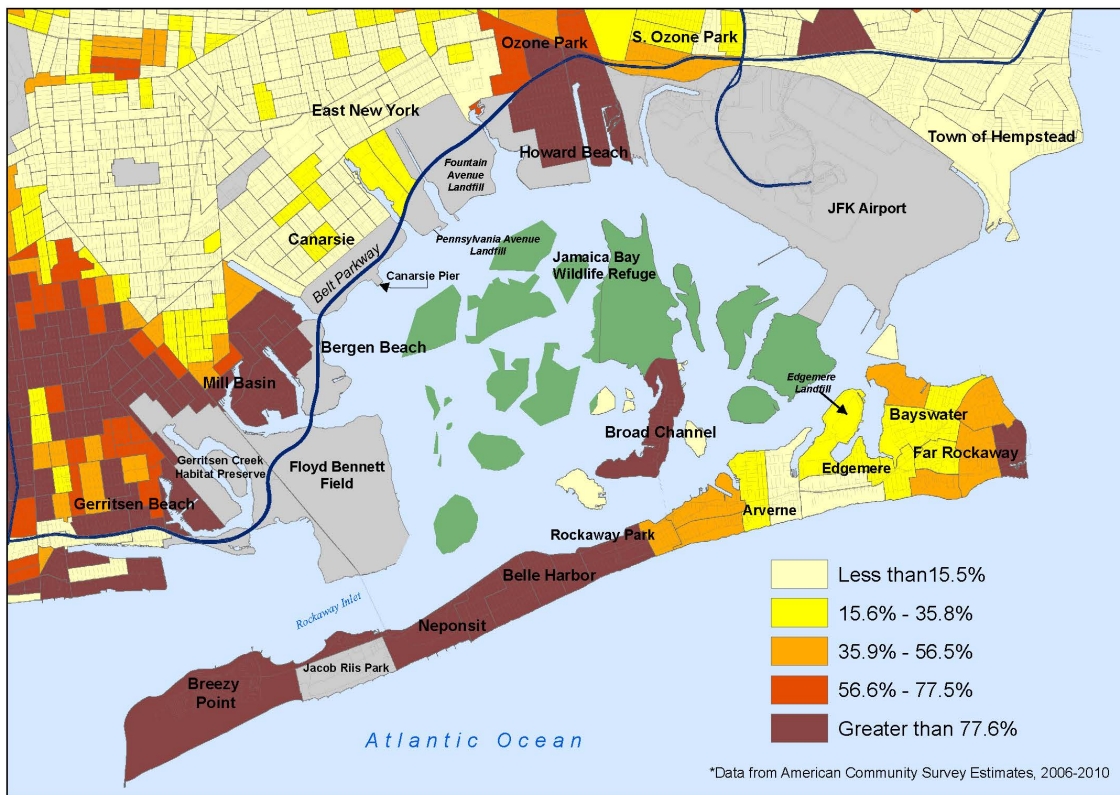 Ozone Park
S. Ozone Park
East New York
Town of Hempstead
Howard Beach
Fountain
Avenue
Landfill
JFK Airport
Canarsie
Pennsylvania Avenue
Landfill
Belt Parkway
Jamaica Bay
Wildlife Refuge
Canarsie Pier
Bergen Beach
Mill Basin
Edgemere
Landfill
Bayswater
Broad Channel
Far Rockaway
Gerritsen Creek
Habitat Preserve
Floyd Bennett
Field
Edgemere
Gerritsen Beach
Arverne
Rockaway Park
Belle Harbor
Rockaway Inlet
Neponsit
Jacob Riis Park
Breezy
Point
Atlantic Ocean
Less than15.5%
15.6% - 35.8%
35.9% - 56.5%
56.6% - 77.5%
Greater than 77.6%
*Data from American Community Survey Estimates, 2006-2010